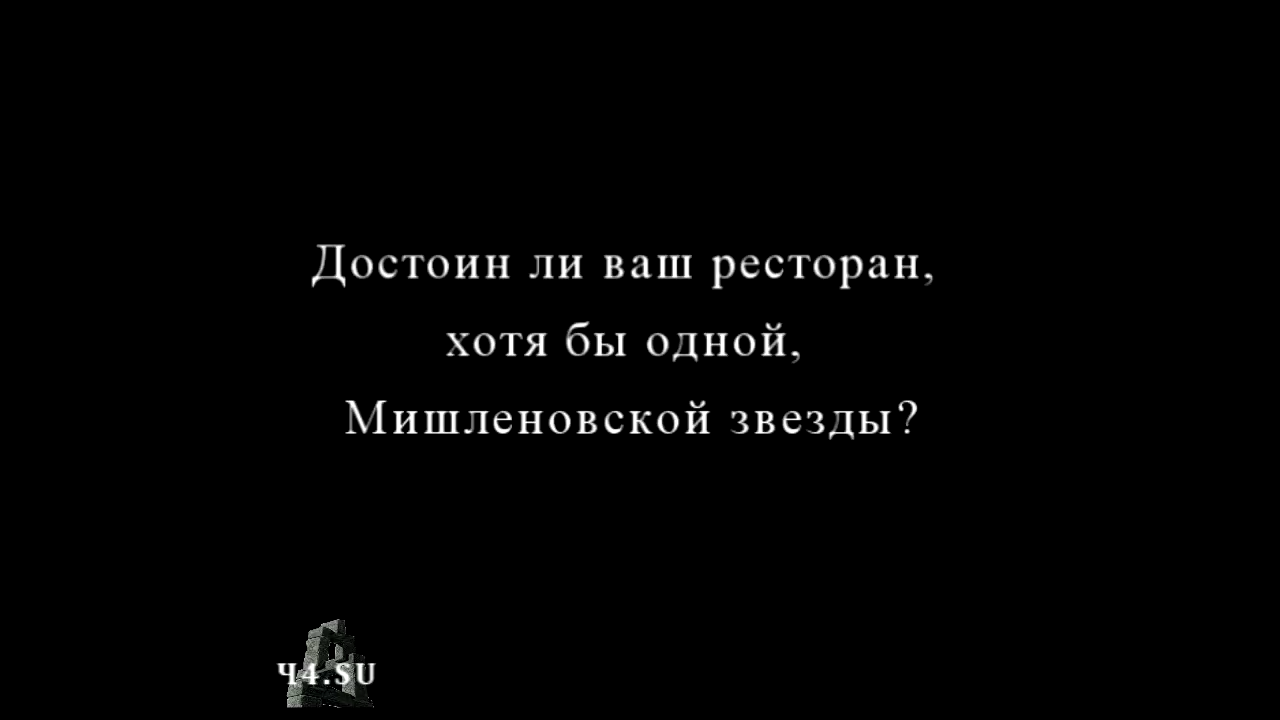 Достоин ли ваш ресторан,
хотя бы одной,
Мишленовской звезды?
Ч4.SU